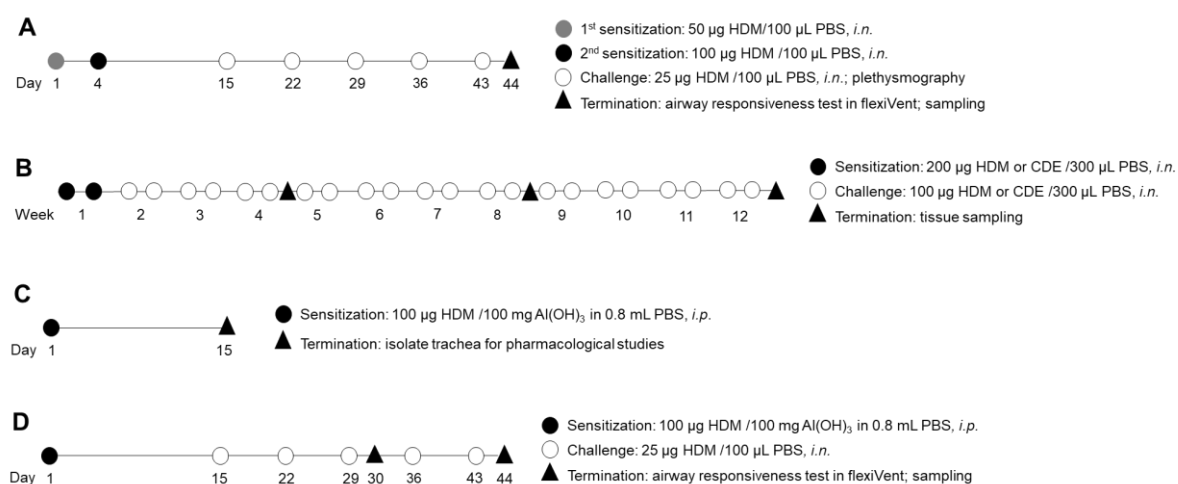 A
1st sensitization: 50 µg HDM/100 µL PBS, i.n.
2nd sensitization: 100 µg HDM /100 µL PBS, i.n.
Challenge: 25 µg HDM /100 µL PBS, i.n.; plethysmography
Termination: airway responsiveness test in flexiVent; sampling
Day 1 4 15 22 29 36 43 44
B
Sensitization: 200 µg HDM or CDE /300 µL PBS, i.n.
Challenge: 100 µg HDM or CDE /300 µL PBS, i.n.
Termination: tissue sampling
Week 1 2 3 4 5 6 7 8 9 10 11 12
C
Sensitization: 100 µg HDM /100 mg Al(OH)3 in 0.8 mL PBS, i.p.
Termination: isolate trachea for pharmacological studies
Day 1 15
D
Sensitization: 100 µg HDM /100 mg Al(OH)3 in 0.8 mL PBS, i.p.
Challenge: 25 µg HDM /100 µL PBS, i.n.
Termination: airway responsiveness test in flexiVent; sampling
Day 1 15 22 29 30 36 43 44